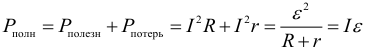 P_полн = P_полезн + P_потерь = I²R + I²r = ε² / (R + r) = Iε